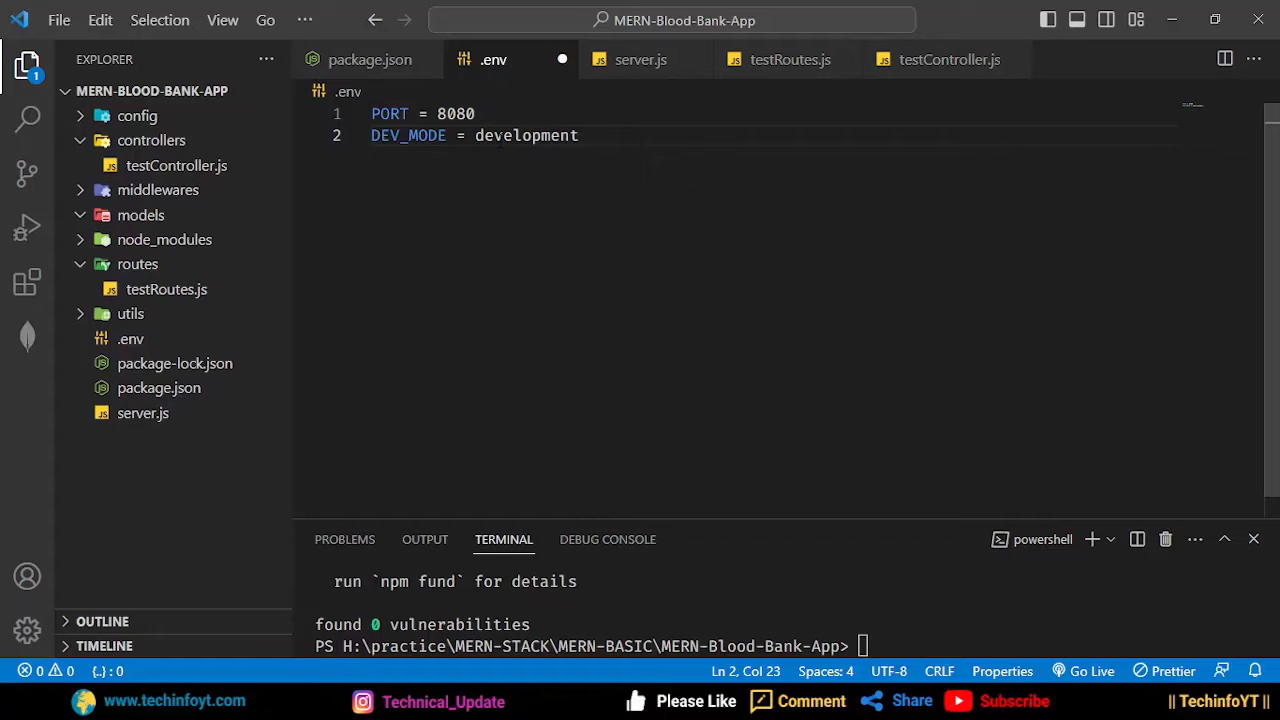 File Edit Selection View Go ··· MERN-Blood-Bank-App
EXPLORER ···
package.json .env server.js testRoutes.js testController.js ···
MERN-BLOOD-BANK-APP
.env
config
controllers
testController.js
middlewares
models
node_modules
routes
testRoutes.js
utils
.env
package-lock.json
package.json
server.js
OUTLINE
TIMELINE
1
1 PORT = 8080
2 DEV_MODE = development
PROBLEMS OUTPUT TERMINAL DEBUG CONSOLE powershell ···
run `npm fund` for details
found 0 vulnerabilities
PS H:\practice\MERN-STACK\MERN-BASIC\MERN-Blood-Bank-App>
0 0 {..} : 0 Ln 2, Col 23 Spaces: 4 UTF-8 CRLF Properties Go Live Prettier
www.techinfoyt.com Technical_Update Please Like Comment Share Subscribe || TechinfoYT ||